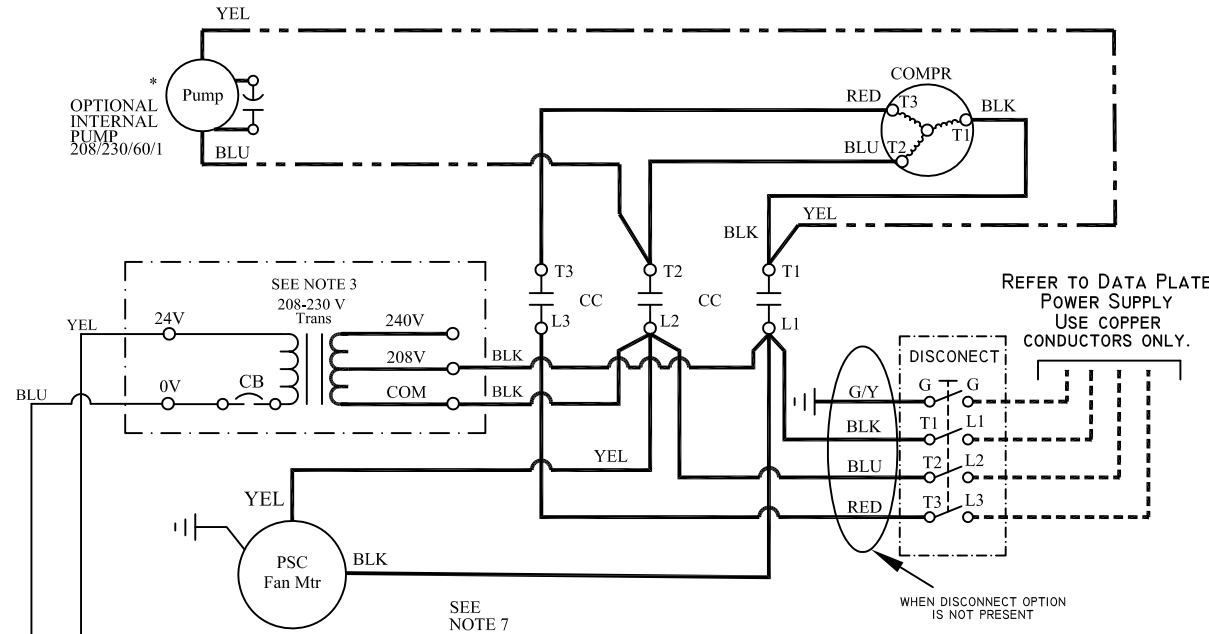 YEL
*
Pump
OPTIONAL
INTERNAL
PUMP
208/230/60/1
BLU
COMPR
RED
T3
BLK
T1
BLU
T2
YEL
BLK
T3
T2
T1
CC
CC
L3
L2
L1
SEE NOTE 3
208-230 V
Trans
24V
240V
YEL
208V
BLK
0V
CB
COM
BLK
BLU
REFER TO DATA PLATE
POWER SUPPLY
USE COPPER
CONDUCTORS ONLY.
DISCONECT
G/Y
G
G
BLK
T1
L1
BLU
T2
L2
RED
T3
L3
YEL
YEL
PSC
Fan Mtr
BLK
SEE
NOTE 7
WHEN DISCONNECT OPTION
IS NOT PRESENT